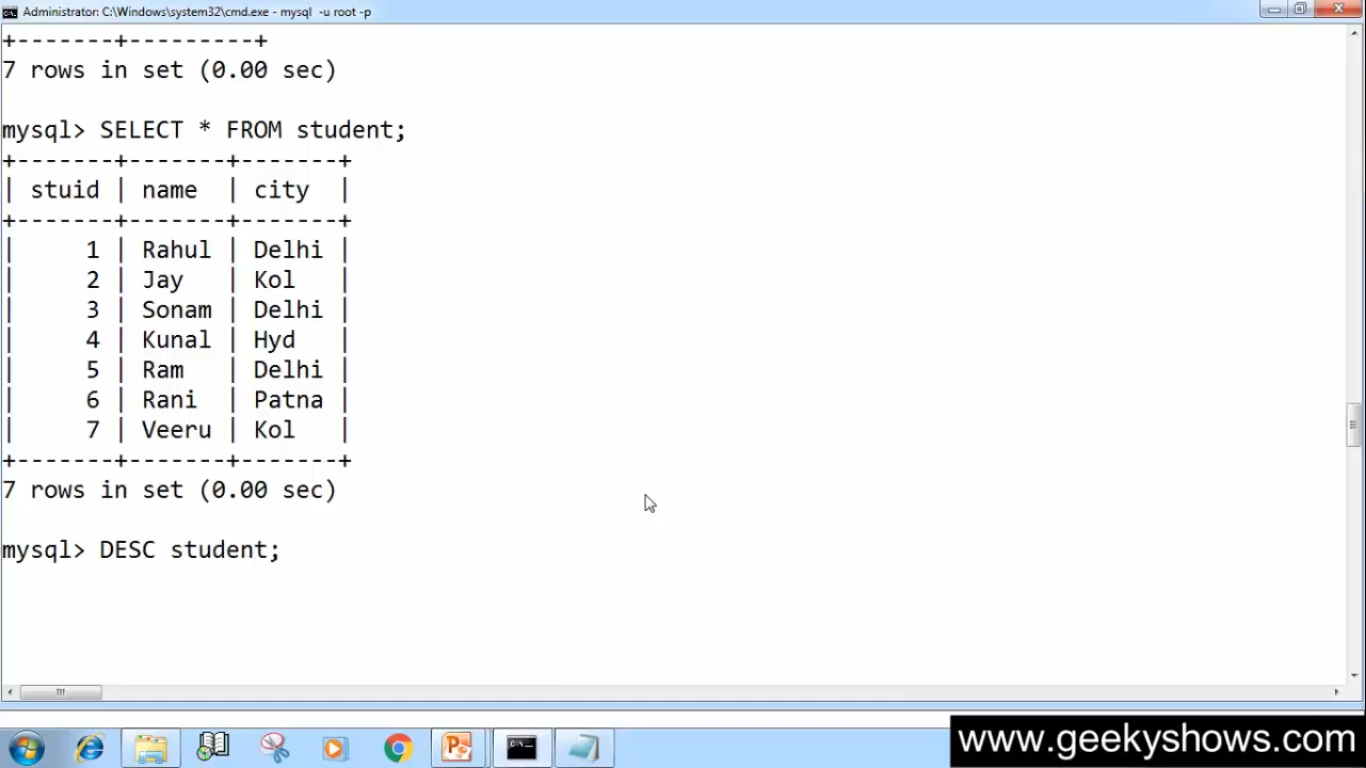 Administrator: C:\Windows\system32\cmd.exe - mysql -u root -p
+-------+---------+
7 rows in set (0.00 sec)
mysql> SELECT * FROM student;
+-------+-------+-------+
| stuid | name  | city  |
+-------+-------+-------+
|     1 | Rahul | Delhi |
|     2 | Jay   | Kol   |
|     3 | Sonam | Delhi |
|     4 | Kunal | Hyd   |
|     5 | Ram   | Delhi |
|     6 | Rani  | Patna |
|     7 | Veeru | Kol   |
+-------+-------+-------+
7 rows in set (0.00 sec)
mysql> DESC student;
www.geekyshows.com